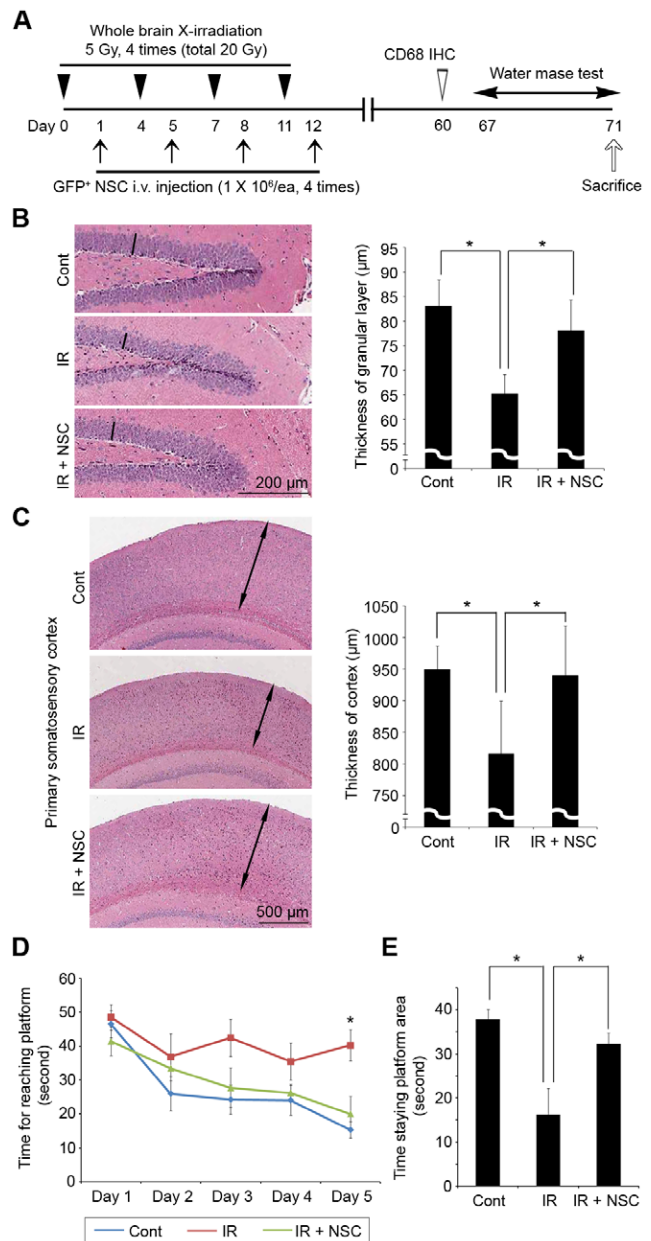 A
Whole brain X-irradiation
5 Gy, 4 times (total 20 Gy)
CD68 IHC
Water mase test
Day 0 1 4 5 7 8 11 12 60 67 71
GFP+ NSC i.v. injection (1 X 10⁶/ea, 4 times)
Sacrifice
B
Cont
IR
IR + NSC
200 µm
Thickness of granular layer (µm)
95
90
85
80
75
70
65
60
55
0
* *
Cont IR IR + NSC
C
Primary somatosensory cortex
Cont
IR
IR + NSC
500 µm
Thickness of cortex (µm)
1050
1000
950
900
850
800
750
0
* *
Cont IR IR + NSC
D
Time for reaching platform
(second)
60
50
40
30
20
10
0
*
Day 1 Day 2 Day 3 Day 4 Day 5
Cont IR IR + NSC
E
Time staying platform area
(second)
40
30
20
10
0
* *
Cont IR IR + NSC